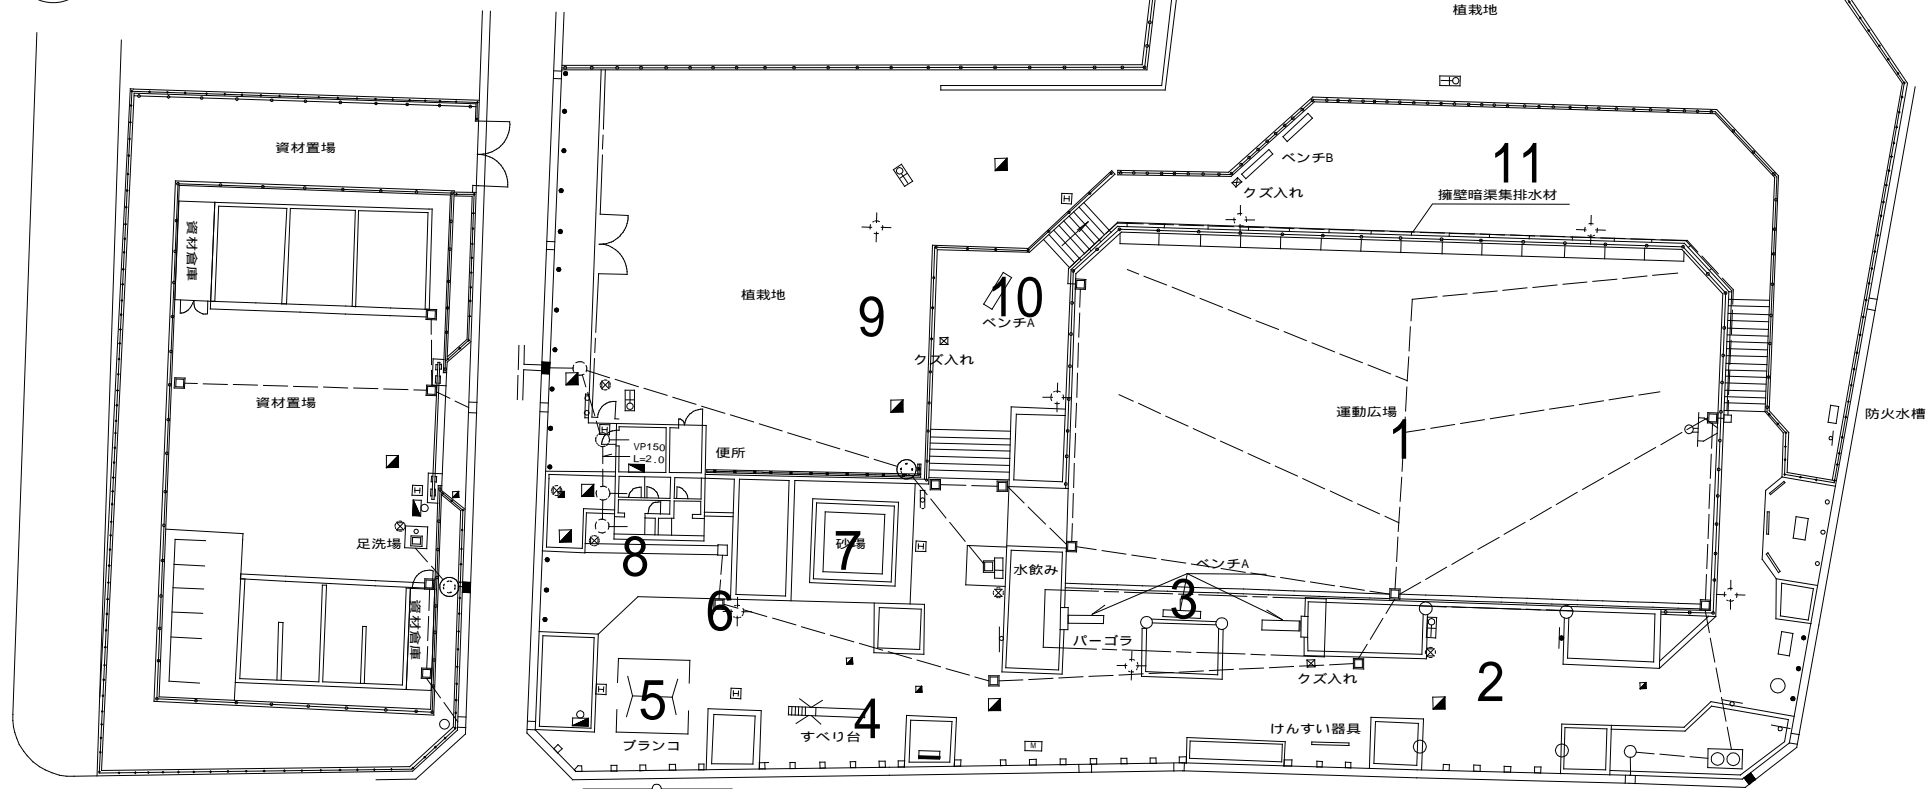 植栽地
資材置場
ベンチB
11
クズ入れ
擁壁暗渠集排水材
資材倉庫
植栽地
9
10
ベンチA
クズ入れ
資材置場
運動広場
1
防火水槽
VP150
L=2.0
便所
足洗場
8
7
砂場
水飲み
ベンチA
3
6
資材倉庫
パーゴラ
クズ入れ
2
5
4
ブランコ
すべり台
けんすい器具
M
H
H
H
H
H
H